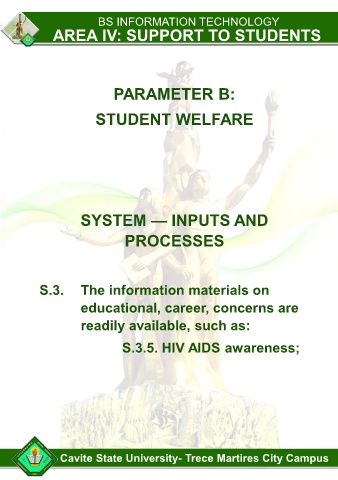 BS INFORMATION TECHNOLOGY
AREA IV: SUPPORT TO STUDENTS
PARAMETER B:
STUDENT WELFARE
SYSTEM — INPUTS AND
PROCESSES
S.3. The information materials on
educational, career, concerns are
readily available, such as:
S.3.5. HIV AIDS awareness;
Cavite State University- Trece Martires City Campus